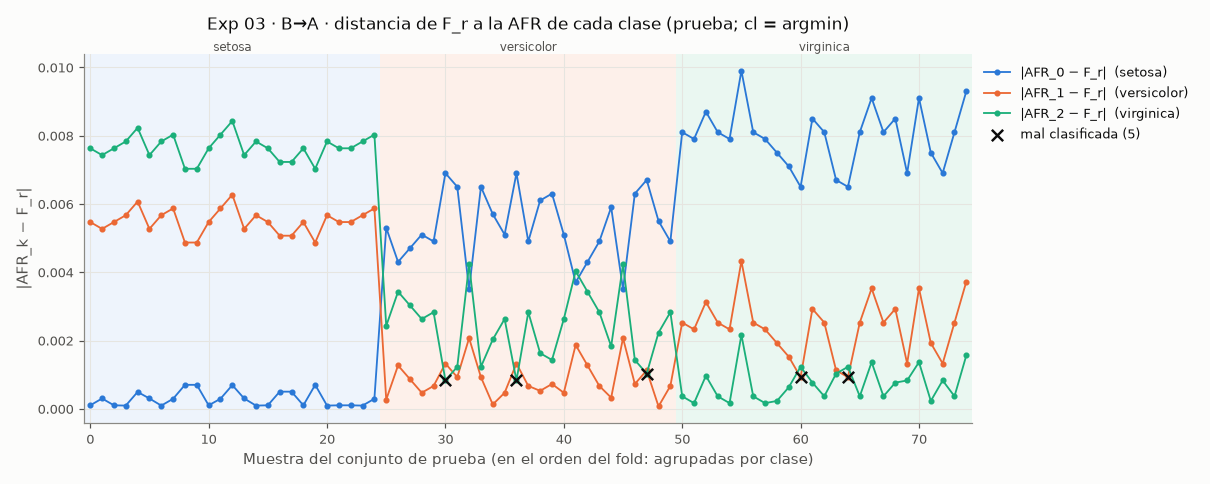 Exp 03 · B→A · distancia de F_r a la AFR de cada clase (prueba; cl = argmin)
setosa
versicolor
virginica
|AFR_0 − F_r| (setosa)
|AFR_1 − F_r| (versicolor)
|AFR_2 − F_r| (virginica)
mal clasificada (5)
|AFR_k − F_r|
0.010
0.008
0.006
0.004
0.002
0.000
0 10 20 30 40 50 60 70
Muestra del conjunto de prueba (en el orden del fold: agrupadas por clase)